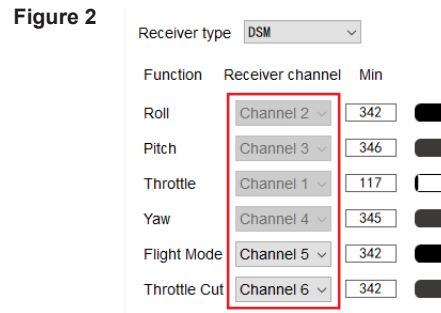 Figure 2
Receiver type DSM
Function Receiver channel Min
Roll Channel 2 342
Pitch Channel 3 346
Throttle Channel 1 117
Yaw Channel 4 345
Flight Mode Channel 5 342
Throttle Cut Channel 6 342